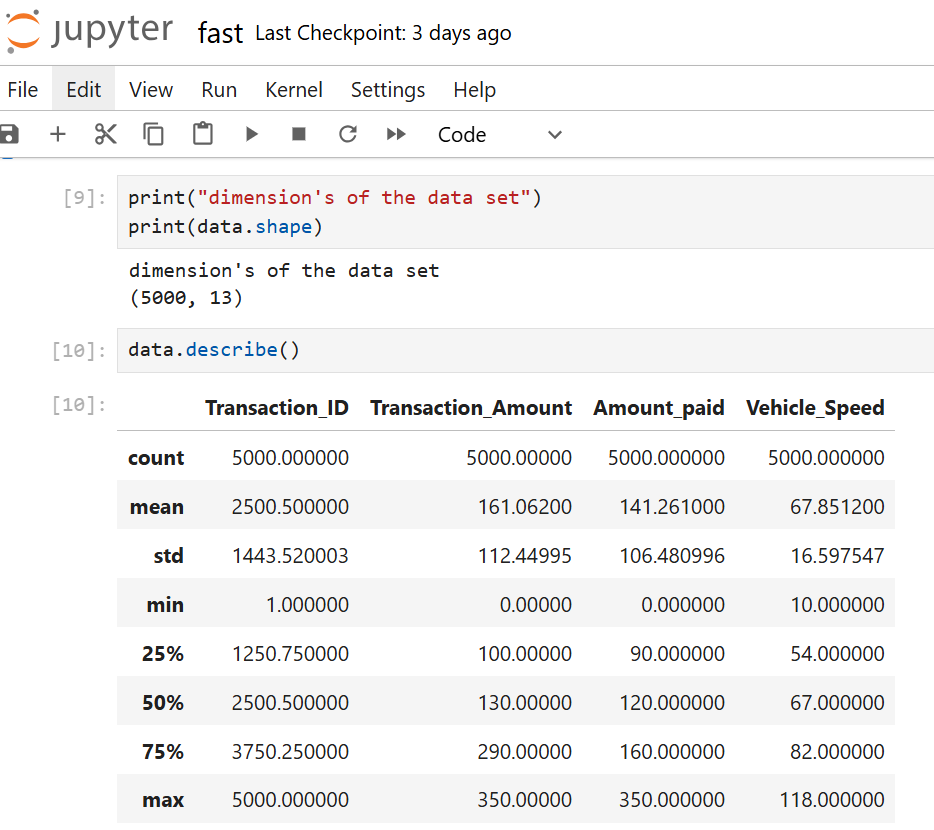 jupyter fast Last Checkpoint: 3 days ago
File Edit View Run Kernel Settings Help
Code
[9]: print("dimension's of the data set")
print(data.shape)
dimension's of the data set
(5000, 13)
[10]: data.describe()
[10]: Transaction_ID Transaction_Amount Amount_paid Vehicle_Speed
count 5000.000000 5000.00000 5000.000000 5000.000000
mean 2500.500000 161.06200 141.261000 67.851200
std 1443.520003 112.44995 106.480996 16.597547
min 1.000000 0.00000 0.000000 10.000000
25% 1250.750000 100.00000 90.000000 54.000000
50% 2500.500000 130.00000 120.000000 67.000000
75% 3750.250000 290.00000 160.000000 82.000000
max 5000.000000 350.00000 350.000000 118.000000